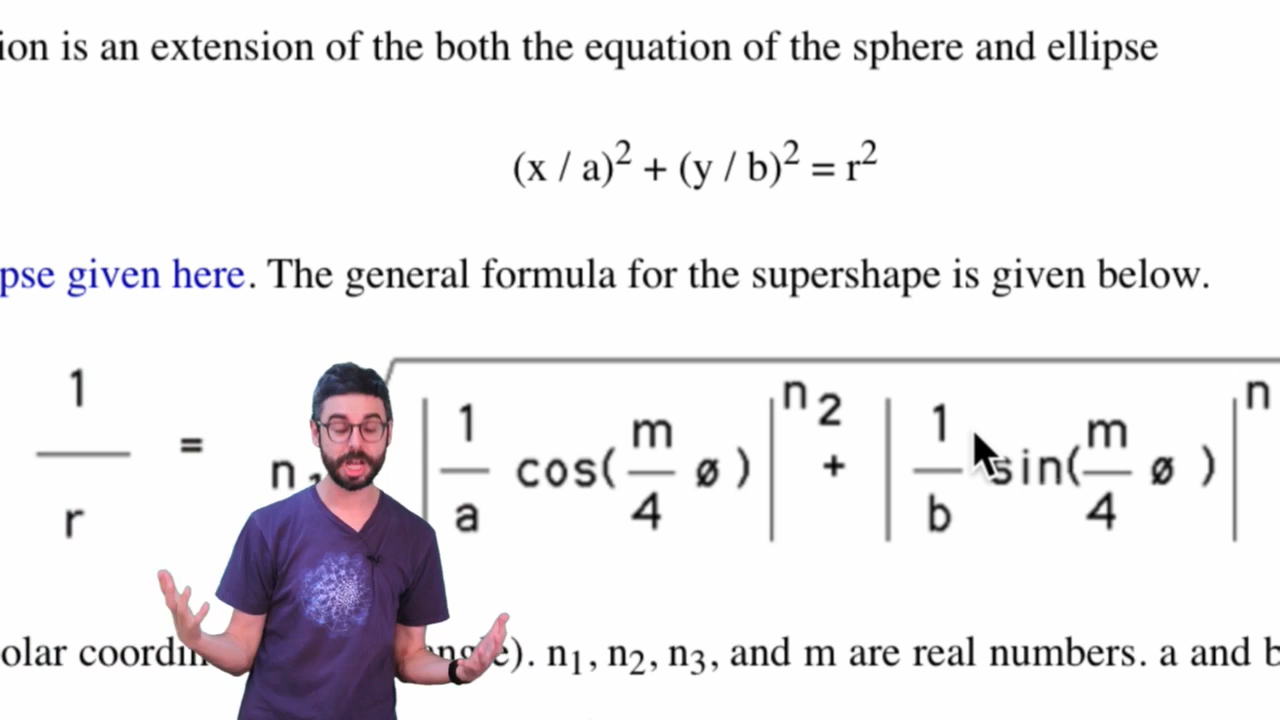 ion is an extension of the both the equation of the sphere and ellipse
(x / a)² + (y / b)² = r²
pse given here. The general formula for the supershape is given below.
1/r = n √ | 1/a cos( m/4 ø ) | n₂ + | 1/b sin( m/4 ø ) | n
olar coordin ngle). n₁, n₂, n₃, and m are real numbers. a and b